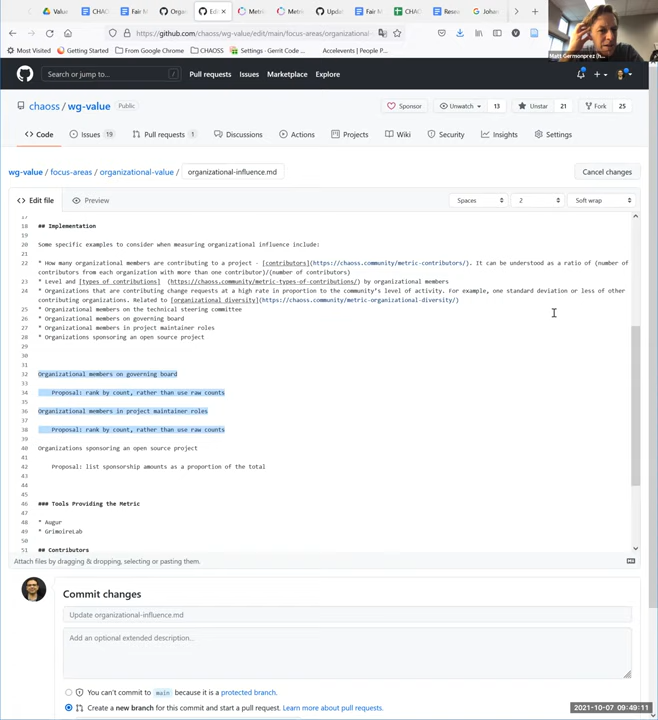 Value
CHAOS
Fair M
Organ
Edi
Metric
Metri
Upda
Fair M
CHAO
Resea
Johan
https://github.com/chaoss/wg-value/edit/main/focus-areas/organizational-
Most Visited
Getting Started
From Google Chrome
CHAOSS
Settings · Gerrit Code...
Accelevents | People P...
Matt Germonprez (h...
Search or jump to...
/
Pull requests
Issues
Marketplace
Explore
chaoss / wg-value
Public
Sponsor
Unwatch
13
Unstar
21
Fork
25
Code
Issues 19
Pull requests 1
Discussions
Actions
Projects
Wiki
Security
Insights
Settings
wg-value / focus-areas / organizational-value / organizational-influence.md
Cancel changes
Edit file
Preview
Spaces
2
Soft wrap
17
18 ## Implementation
19
20 Some specific examples to consider when measuring organizational influence include:
21
22 * How many organizational members are contributing to a project - [contributors](https://chaoss.community/metric-contributors/). It can be understood as a ratio of (number of
contributors from each organization with more than one contributor)/(number of contributors)
23 * Level and [types of contributions] (https://chaoss.community/metric-types-of-contributions/) by organizational members
24 * Organizations that are contributing change requests at a high rate in proportion to the community's level of activity. For example, one standard deviation or less of other
contributing organizations. Related to [organizational diversity](https://chaoss.community/metric-organizational-diversity/)
25 * Organizational members on the technical steering committee
26 * Organizational members on governing board
27 * Organizational members in project maintainer roles
28 * Organizations sponsoring an open source project
29
30
31
32 Organizational members on governing board
33
34 Proposal: rank by count, rather than use raw counts
35
36 Organizational members in project maintainer roles
37
38 Proposal: rank by count, rather than use raw counts
39
40 Organizations sponsoring an open source project
41
42 Proposal: list sponsorship amounts as a proportion of the total
43
44
45
46 ### Tools Providing the Metric
47
48 * Augur
49 * GrimoireLab
50
51 ## Contributors
Attach files by dragging & dropping, selecting or pasting them.
Commit changes
Update organizational-influence.md
Add an optional extended description...
You can't commit to main because it is a protected branch.
Create a new branch for this commit and start a pull request. Learn more about pull requests.
2021-10-07 09:49:11